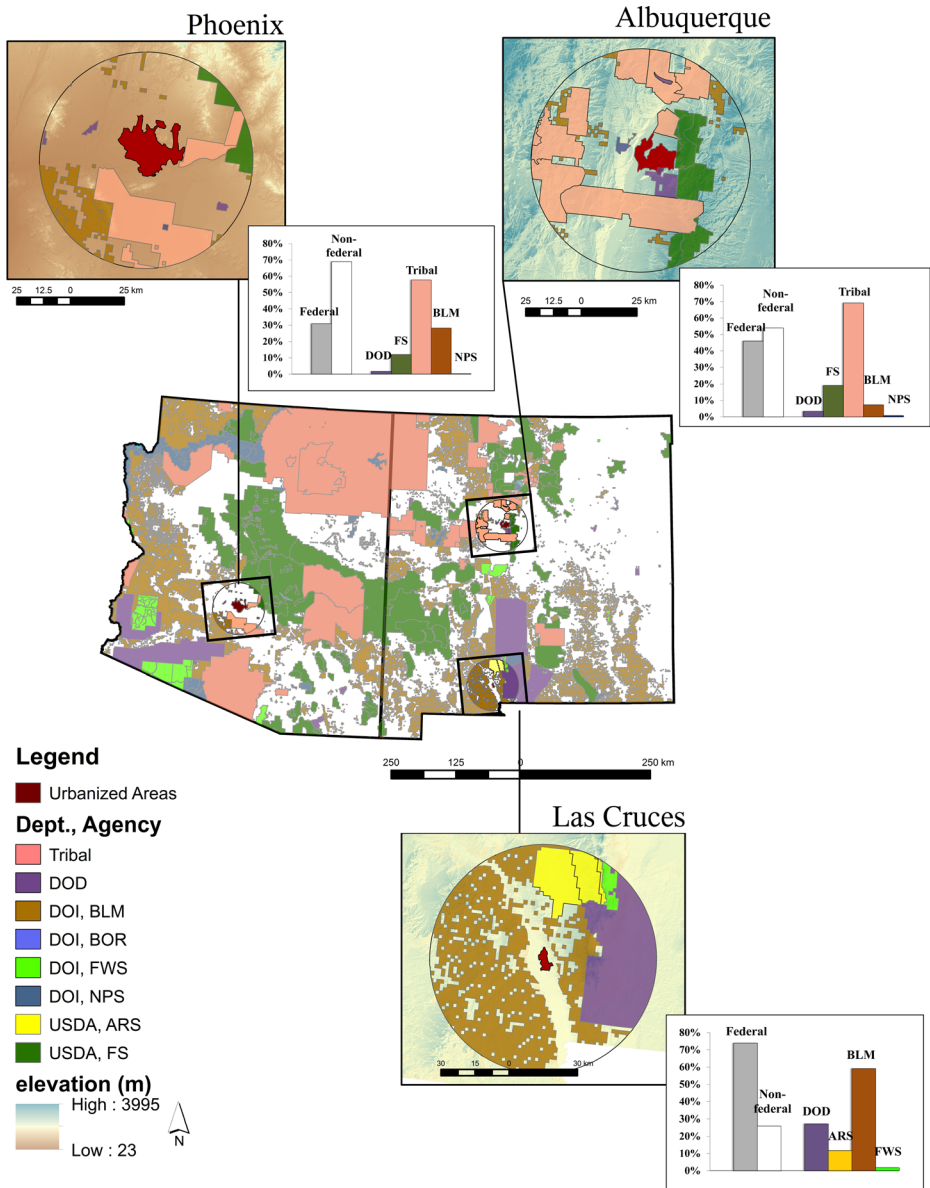 Phoenix
Albuquerque
25 12.5 0 25 km
80%
70%
60%
50%
40%
30%
20%
10%
0%
Federal
Non-
federal
DOD
FS
Tribal
BLM
NPS
25 12.5 0 25 km
80%
70%
60%
50%
40%
30%
20%
10%
0%
Federal
Non-
federal
DOD
FS
Tribal
BLM
NPS
250 125 0 250 km
Legend
Urbanized Areas
Dept., Agency
Tribal
DOD
DOI, BLM
DOI, BOR
DOI, FWS
DOI, NPS
USDA, ARS
USDA, FS
elevation (m)
High : 3995
Low : 23
N
Las Cruces
30 15 0 30 km
80%
70%
60%
50%
40%
30%
20%
10%
0%
Federal
Non-
federal
DOD
ARS
BLM
FWS